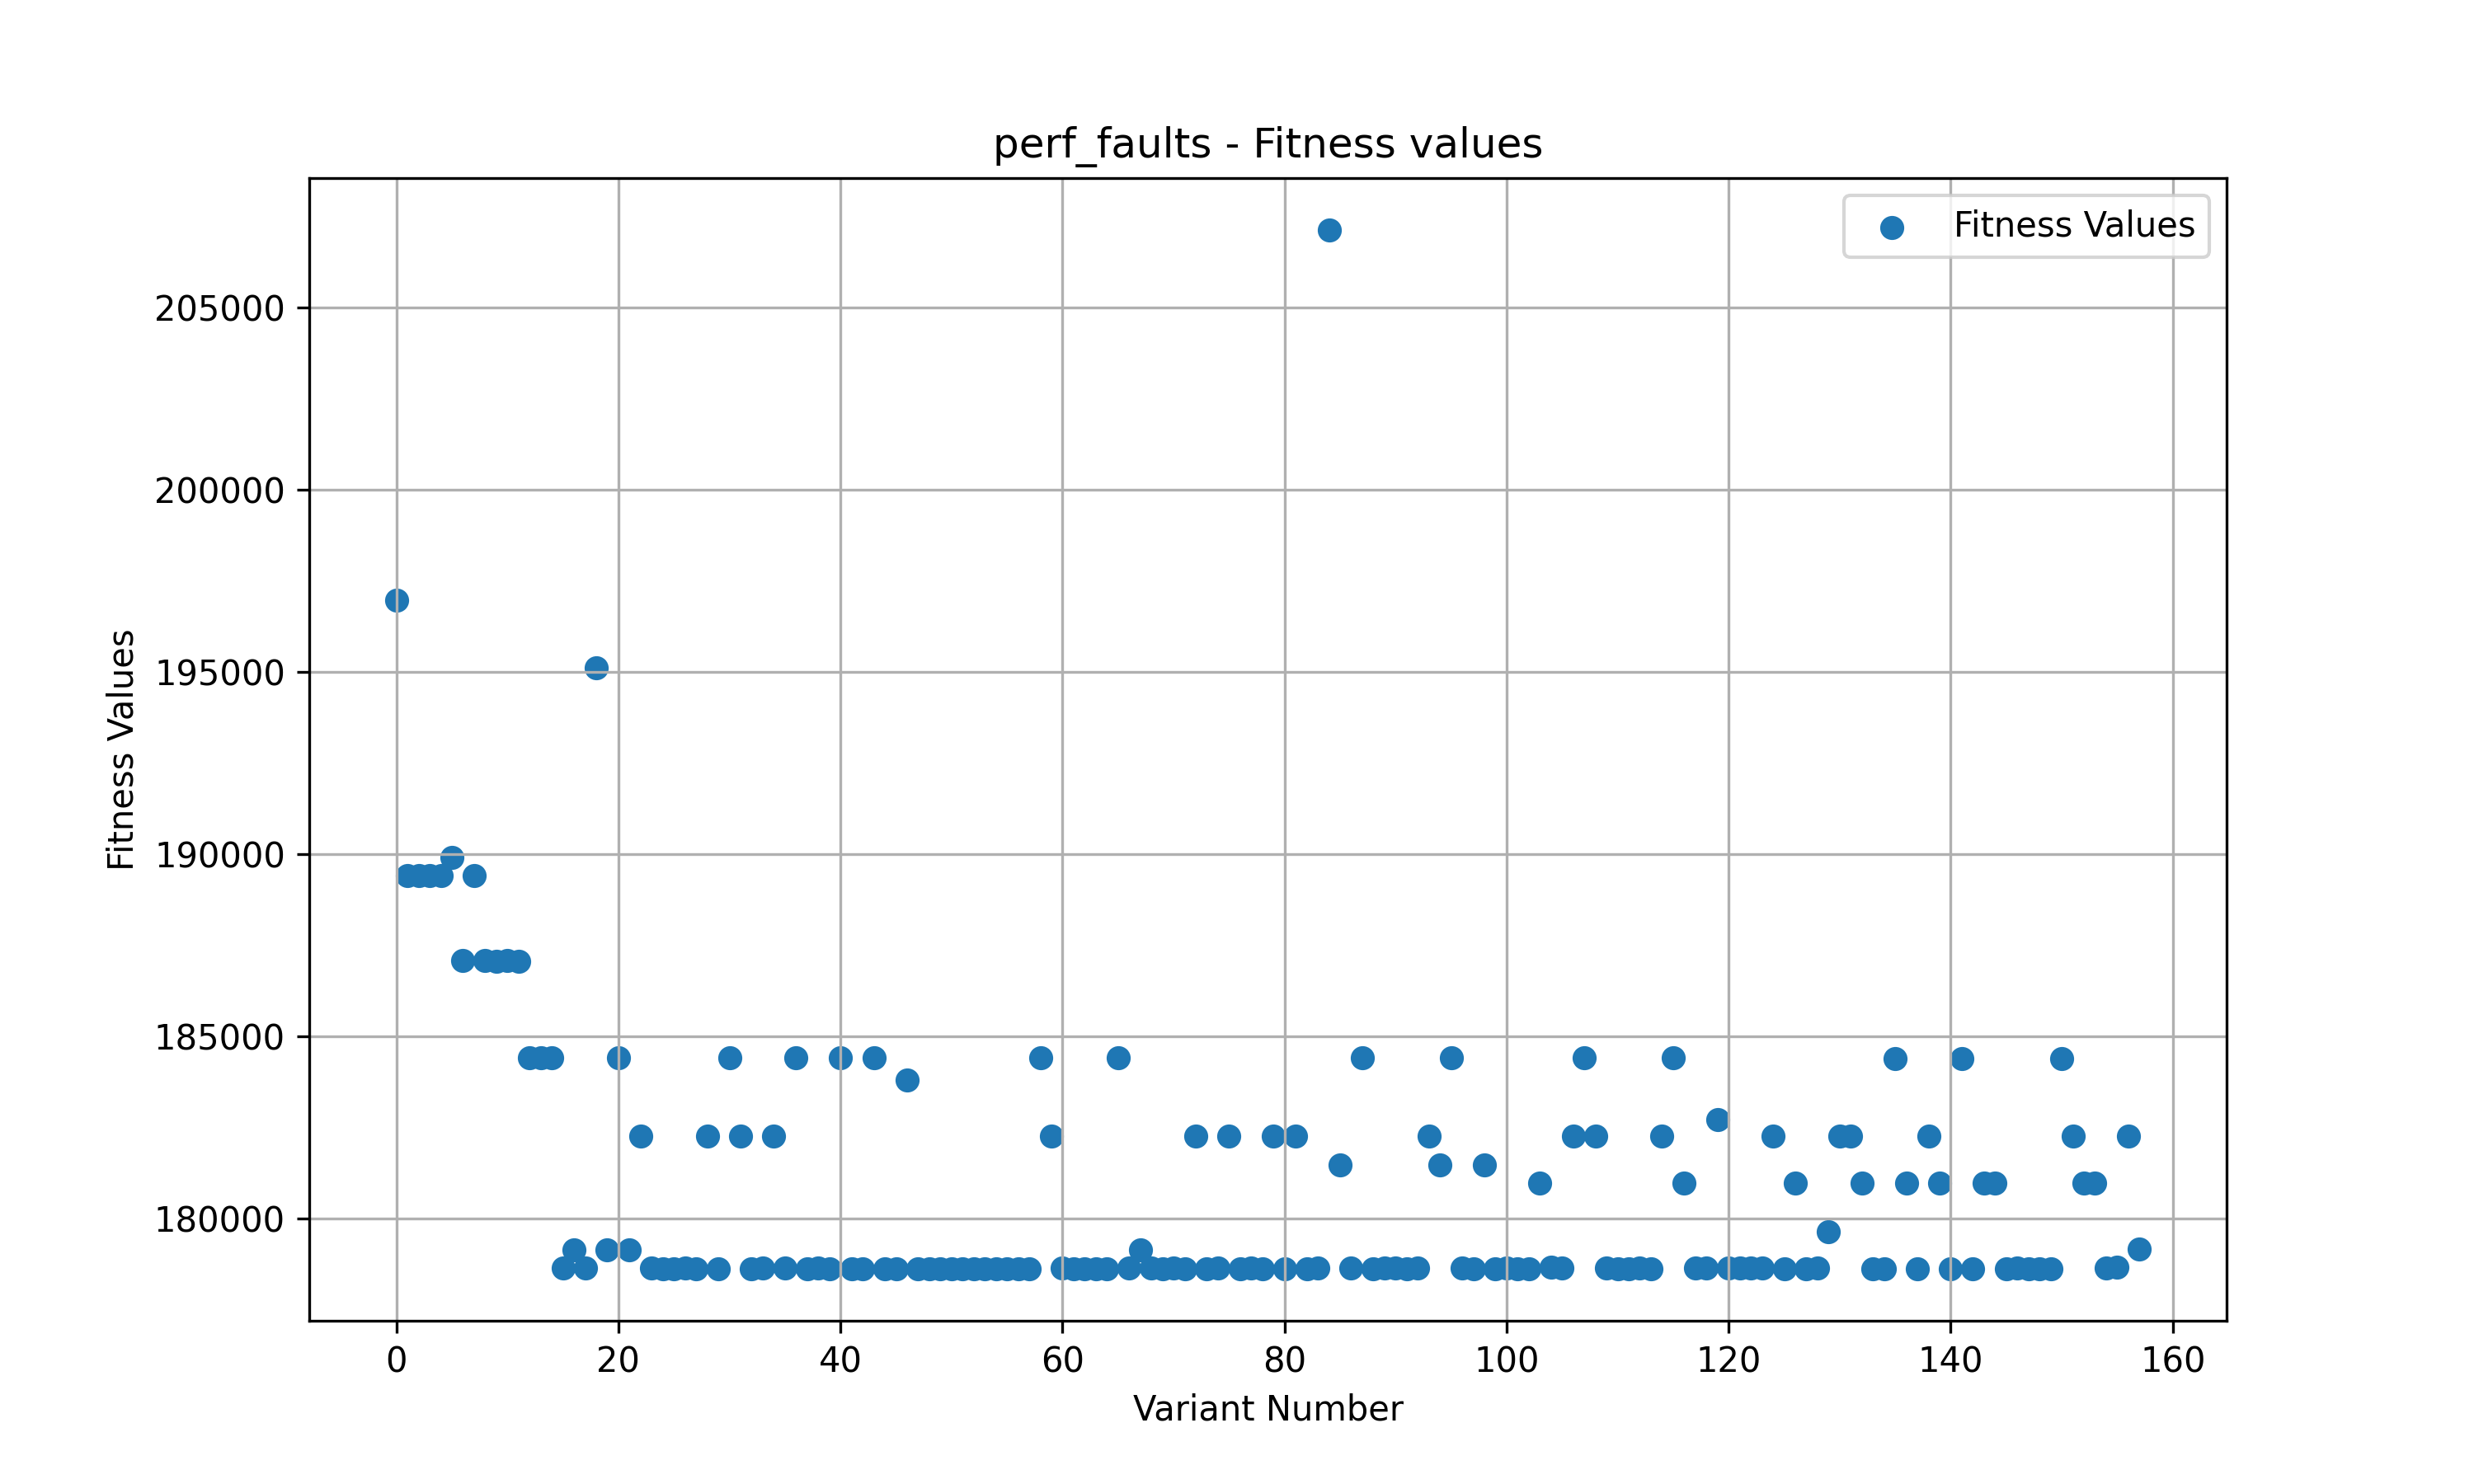 perf_faults - Fitness values
Fitness Values
205000
200000
195000
190000
185000
180000
Fitness Values
0 20 40 60 80 100 120 140 160
Variant Number